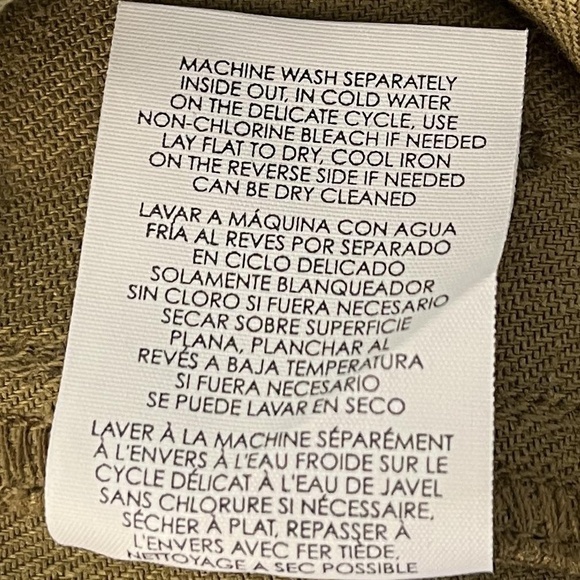 MACHINE WASH SEPARATELY
INSIDE OUT, IN COLD WATER
ON THE DELICATE CYCLE, USE
NON-CHLORINE BLEACH IF NEEDED
LAY FLAT TO DRY, COOL IRON
ON THE REVERSE SIDE IF NEEDED
CAN BE DRY CLEANED
LAVAR A MÁQUINA CON AGUA
FRÍA AL REVES POR SEPARADO
EN CICLO DELICADO
SOLAMENTE BLANQUEADOR
SIN CLORO SI FUERA NECESARIO
SECAR SOBRE SUPERFICIE
PLANA, PLANCHAR AL
REVÉS A BAJA TEMPERATURA
SI FUERA NECESARIO
SE PUEDE LAVAR EN SECO
LAVER À LA MACHINE SÉPARÉMENT
À L'ENVERS À L'EAU FROIDE SUR LE
CYCLE DÉLICAT À L'EAU DE JAVEL
SANS CHLORURE SI NÉCESSAIRE,
SÉCHER À PLAT, REPASSER À
L'ENVERS AVEC FER TIÈDE,
NETTOYAGE A SEC POSSIBLE